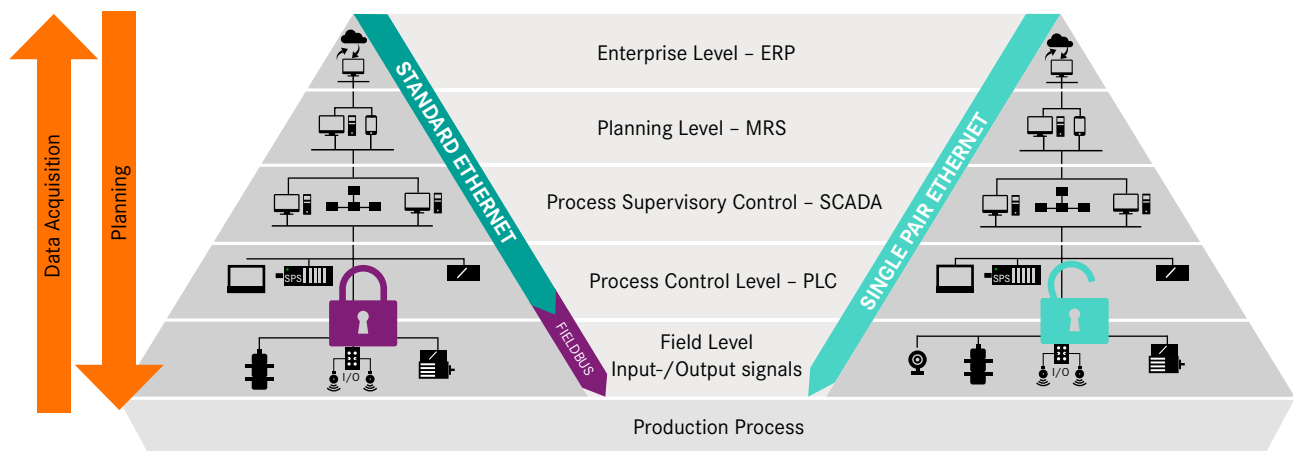 Data Acquisition
Planning
STANDARD ETHERNET
FIELDBUS
SPS
I/O
Enterprise Level – ERP
Planning Level – MRS
Process Supervisory Control – SCADA
Process Control Level – PLC
Field Level
Input-/Output signals
SINGLE PAIR ETHERNET
SPS
I/O
Production Process